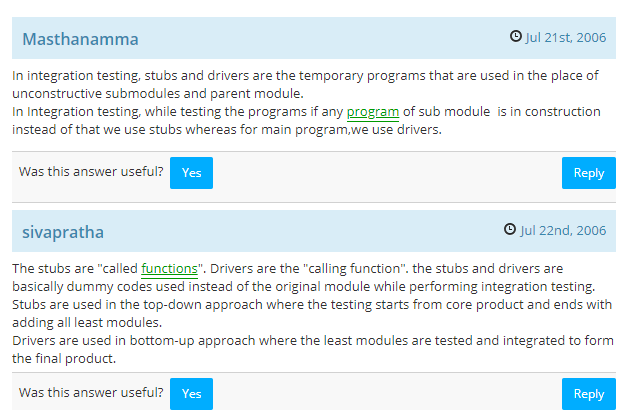 Masthanamma
Jul 21st, 2006
In integration testing, stubs and drivers are the temporary programs that are used in the place of
unconstructive submodules and parent module.
In Integration testing, while testing the programs if any program of sub module is in construction
instead of that we use stubs whereas for main program,we use drivers.
Was this answer useful? Yes
Reply
sivapratha
Jul 22nd, 2006
The stubs are "called functions". Drivers are the "calling function". the stubs and drivers are
basically dummy codes used instead of the original module while performing integration testing.
Stubs are used in the top-down approach where the testing starts from core product and ends with
adding all least modules.
Drivers are used in bottom-up approach where the least modules are tested and integrated to form
the final product.
Was this answer useful? Yes
Reply